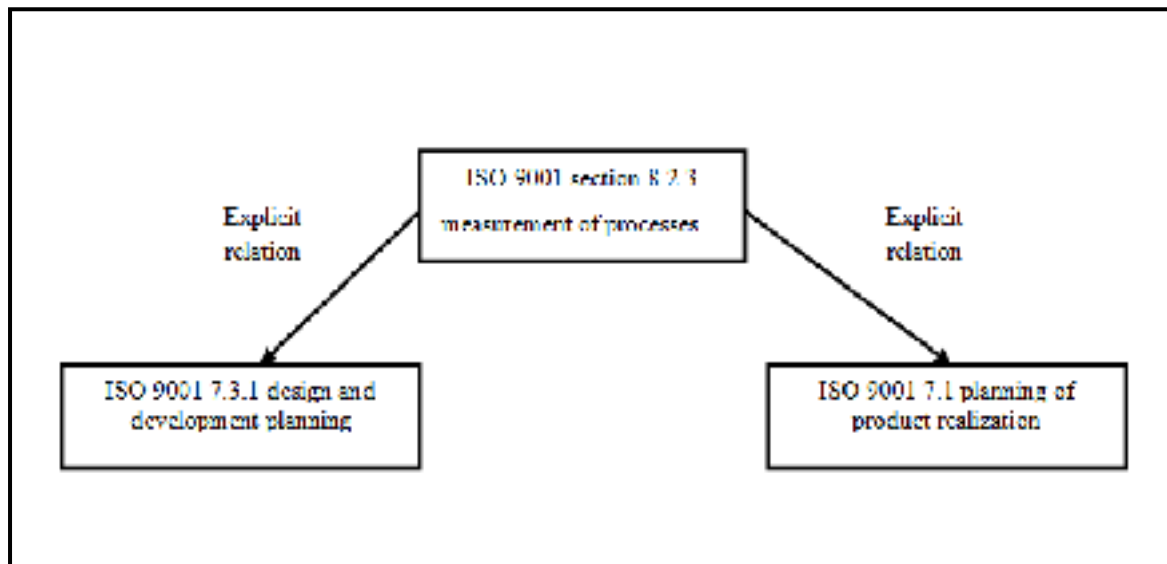 ISO 9001 section 8.2.3
measurement of processes
Explicit
relation
Explicit
relation
ISO 9001 7.3.1 design and
development planning
ISO 9001 7.1 planning of
product realization